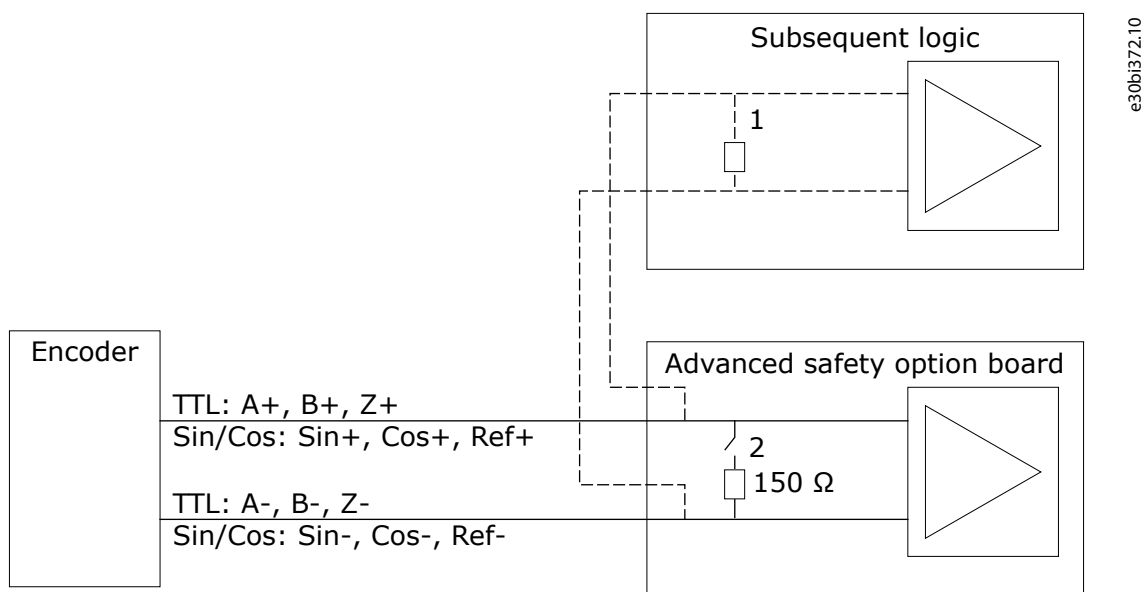 Subsequent logic
e30bi372.10
1
Encoder
Advanced safety option board
TTL: A+, B+, Z+
Sin/Cos: Sin+, Cos+, Ref+
2
150 Ω
TTL: A-, B-, Z-
Sin/Cos: Sin-, Cos-, Ref-